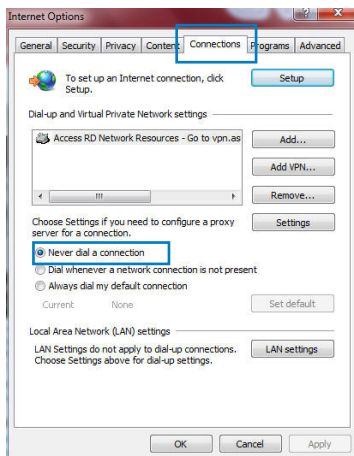 Internet Options
General Security Privacy Content Connections Programs Advanced
To set up an Internet connection, click
Setup.
Setup
Dial-up and Virtual Private Network settings
Access RD Network Resources - Go to vpn.as
Add...
Add VPN...
Remove...
Choose Settings if you need to configure a proxy
server for a connection.
Settings
Never dial a connection
Dial whenever a network connection is not present
Always dial my default connection
Current None
Set default
Local Area Network (LAN) settings
LAN Settings do not apply to dial-up connections.
Choose Settings above for dial-up settings.
LAN settings
OK Cancel Apply